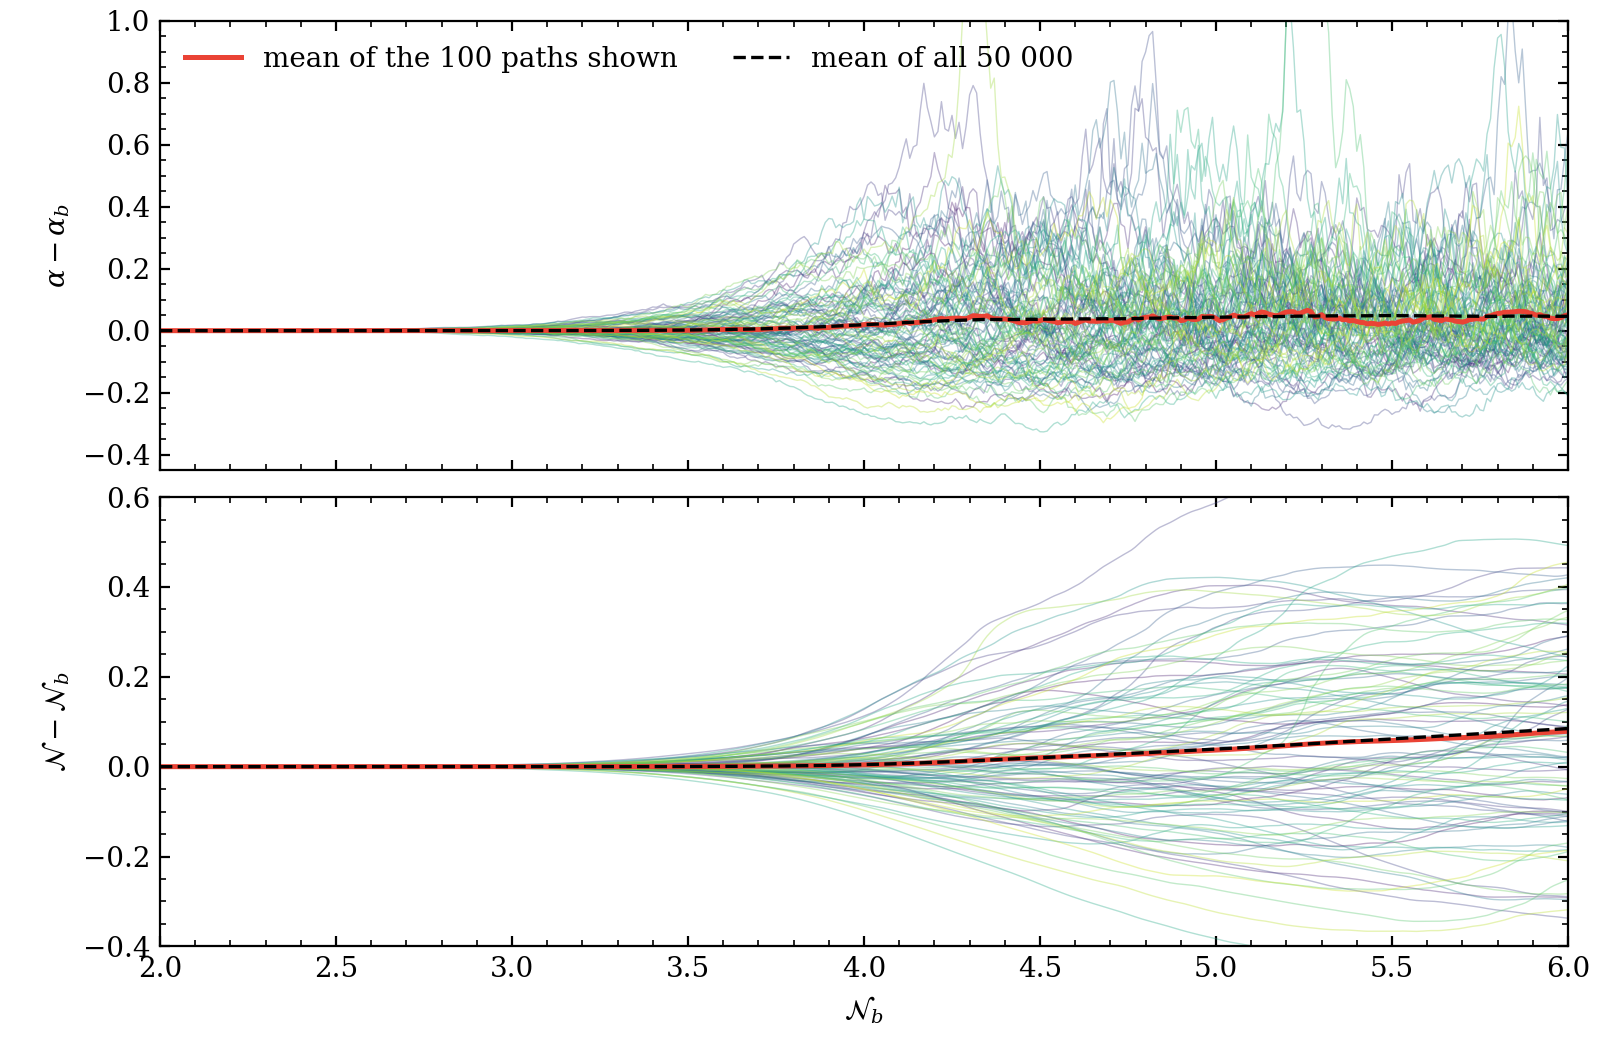 1.0
0.8
0.6
0.4
0.2
0.0
−0.2
−0.4
α − α_b
mean of the 100 paths shown
mean of all 50 000
0.6
0.4
0.2
0.0
−0.2
−0.4
𝒩 − 𝒩_b
2.0 2.5 3.0 3.5 4.0 4.5 5.0 5.5 6.0
𝒩_b